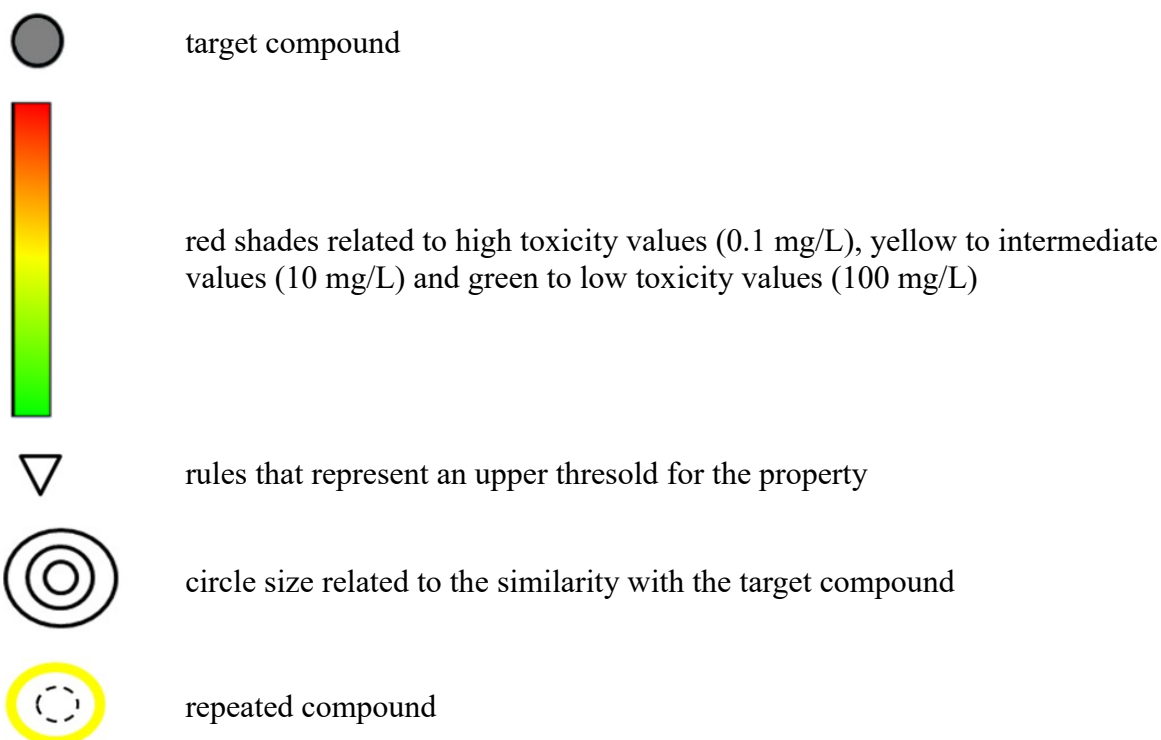 target compound
red shades related to high toxicity values (0.1 mg/L), yellow to intermediate
values (10 mg/L) and green to low toxicity values (100 mg/L)
rules that represent an upper thresold for the property
circle size related to the similarity with the target compound
repeated compound